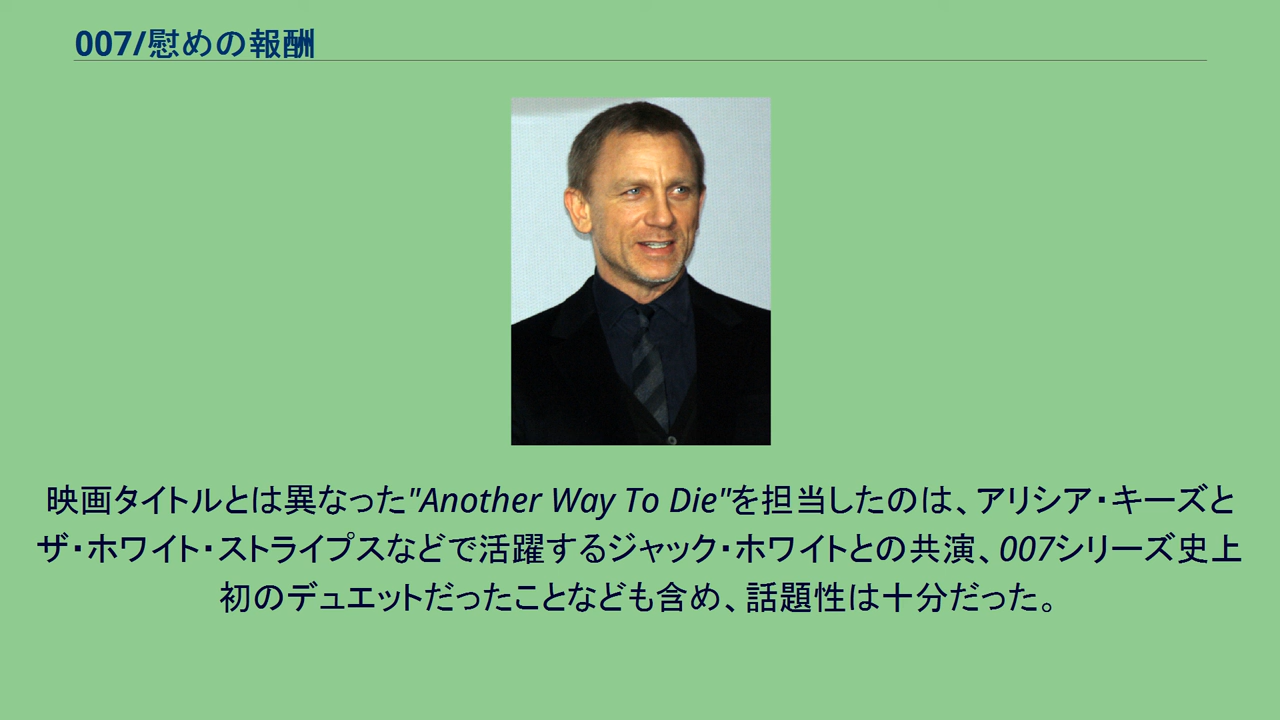 007/慰めの報酬
映画タイトルとは異なった"Another Way To Die"を担当したのは、アリシア・キーズと
ザ・ホワイト・ストライプスなどで活躍するジャック・ホワイトとの共演、007シリーズ史上
初のデュエットだったことなども含め、話題性は十分だった。